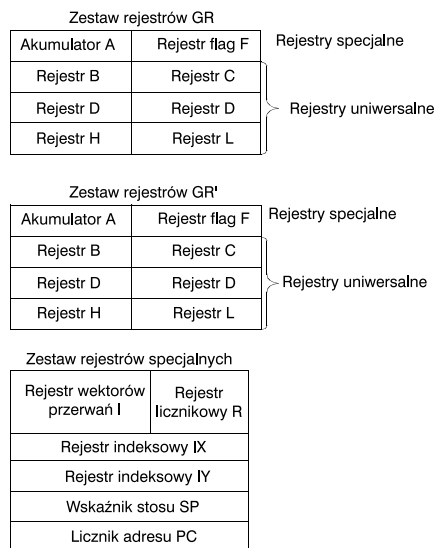 Zestaw rejestrów GR
Akumulator A
Rejestr flag F
Rejestry specjalne
Rejestr B
Rejestr C
Rejestr D
Rejestr D
Rejestry uniwersalne
Rejestr H
Rejestr L
Zestaw rejestrów GR'
Akumulator A
Rejestr flag F
Rejestry specjalne
Rejestr B
Rejestr C
Rejestr D
Rejestr D
Rejestry uniwersalne
Rejestr H
Rejestr L
Zestaw rejestrów specjalnych
Rejestr wektorów
przerwań I
Rejestr
licznikowy R
Rejestr indeksowy IX
Rejestr indeksowy IY
Wskaźnik stosu SP
Licznik adresu PC